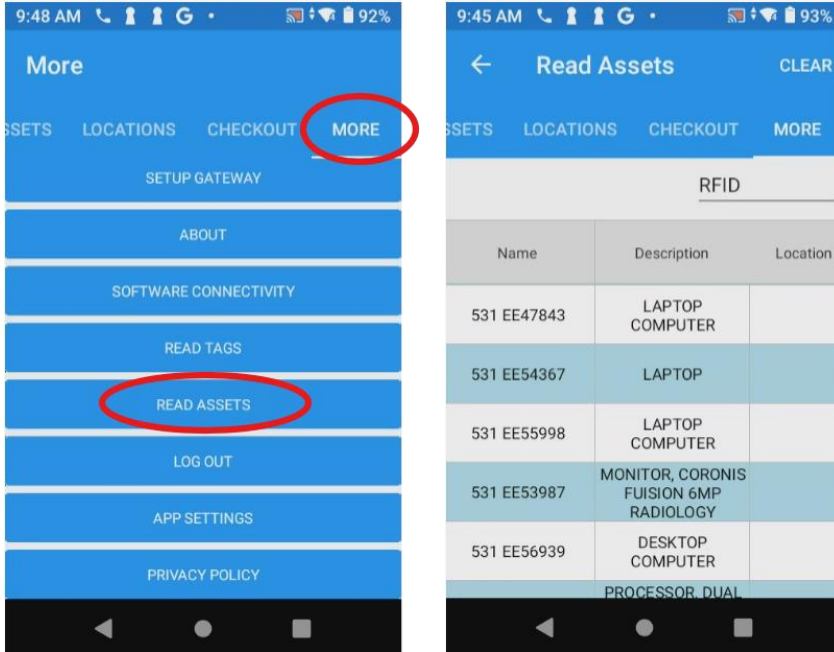 9:48 AM G 92%
More
SSETS LOCATIONS CHECKOUT MORE
SETUP GATEWAY
ABOUT
SOFTWARE CONNECTIVITY
READ TAGS
READ ASSETS
LOG OUT
APP SETTINGS
PRIVACY POLICY
9:45 AM G 93%
Read Assets CLEAR
SSETS LOCATIONS CHECKOUT MORE
RFID
Name Description Location
531 EE47843 LAPTOP
COMPUTER
531 EE54367 LAPTOP
531 EE55998 LAPTOP
COMPUTER
MONITOR, CORONIS
531 EE53987 FUISION 6MP
RADIOLOGY
531 EE56939 DESKTOP
COMPUTER
PROCESSOR, DUAL